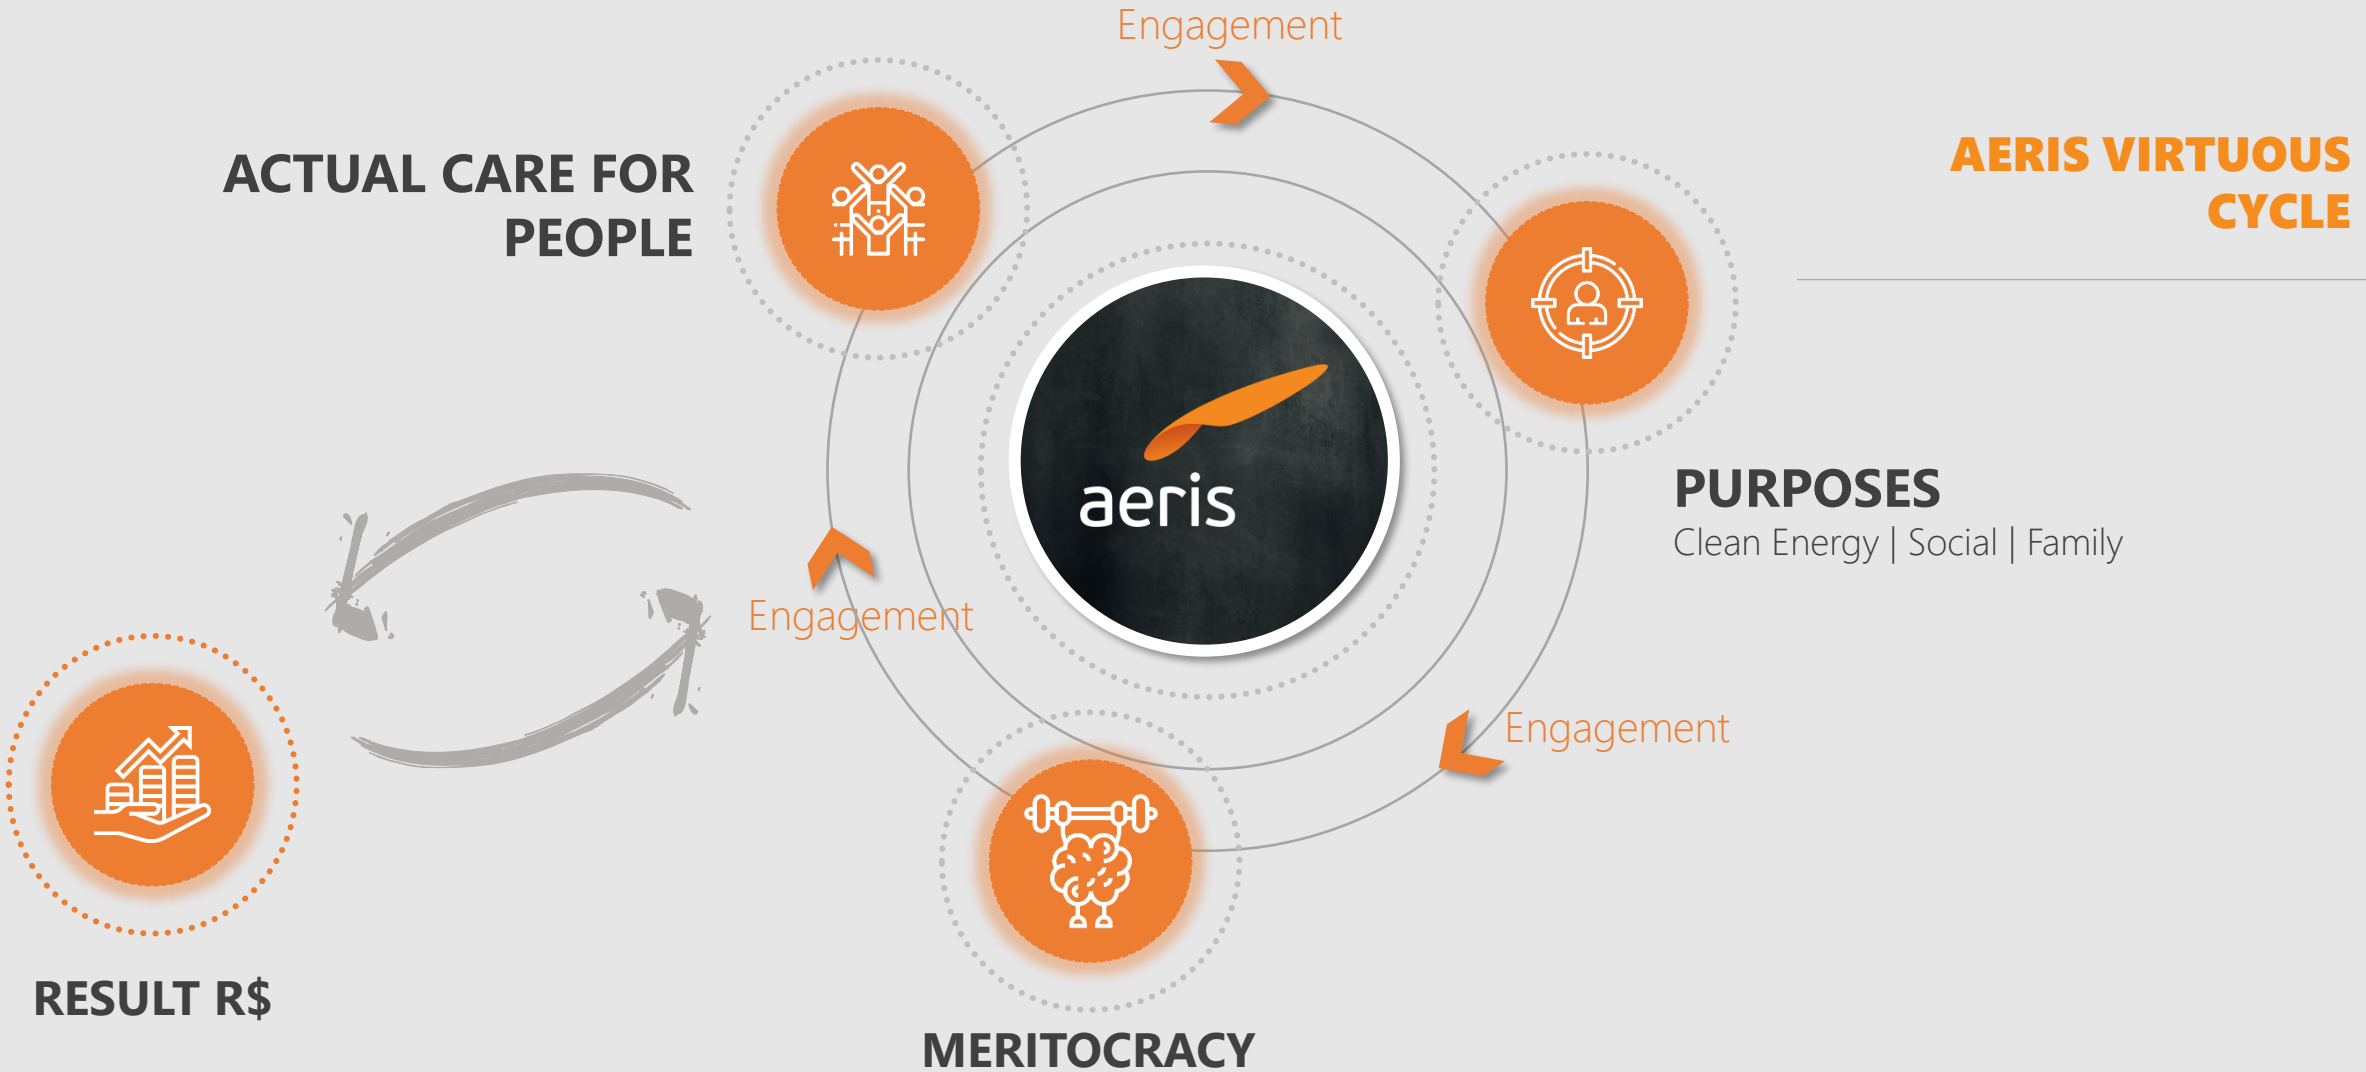 Engagement
ACTUAL CARE FOR
PEOPLE
AERIS VIRTUOUS
CYCLE
aeris
PURPOSES
Clean Energy | Social | Family
Engagement
Engagement
RESULT R$
MERITOCRACY